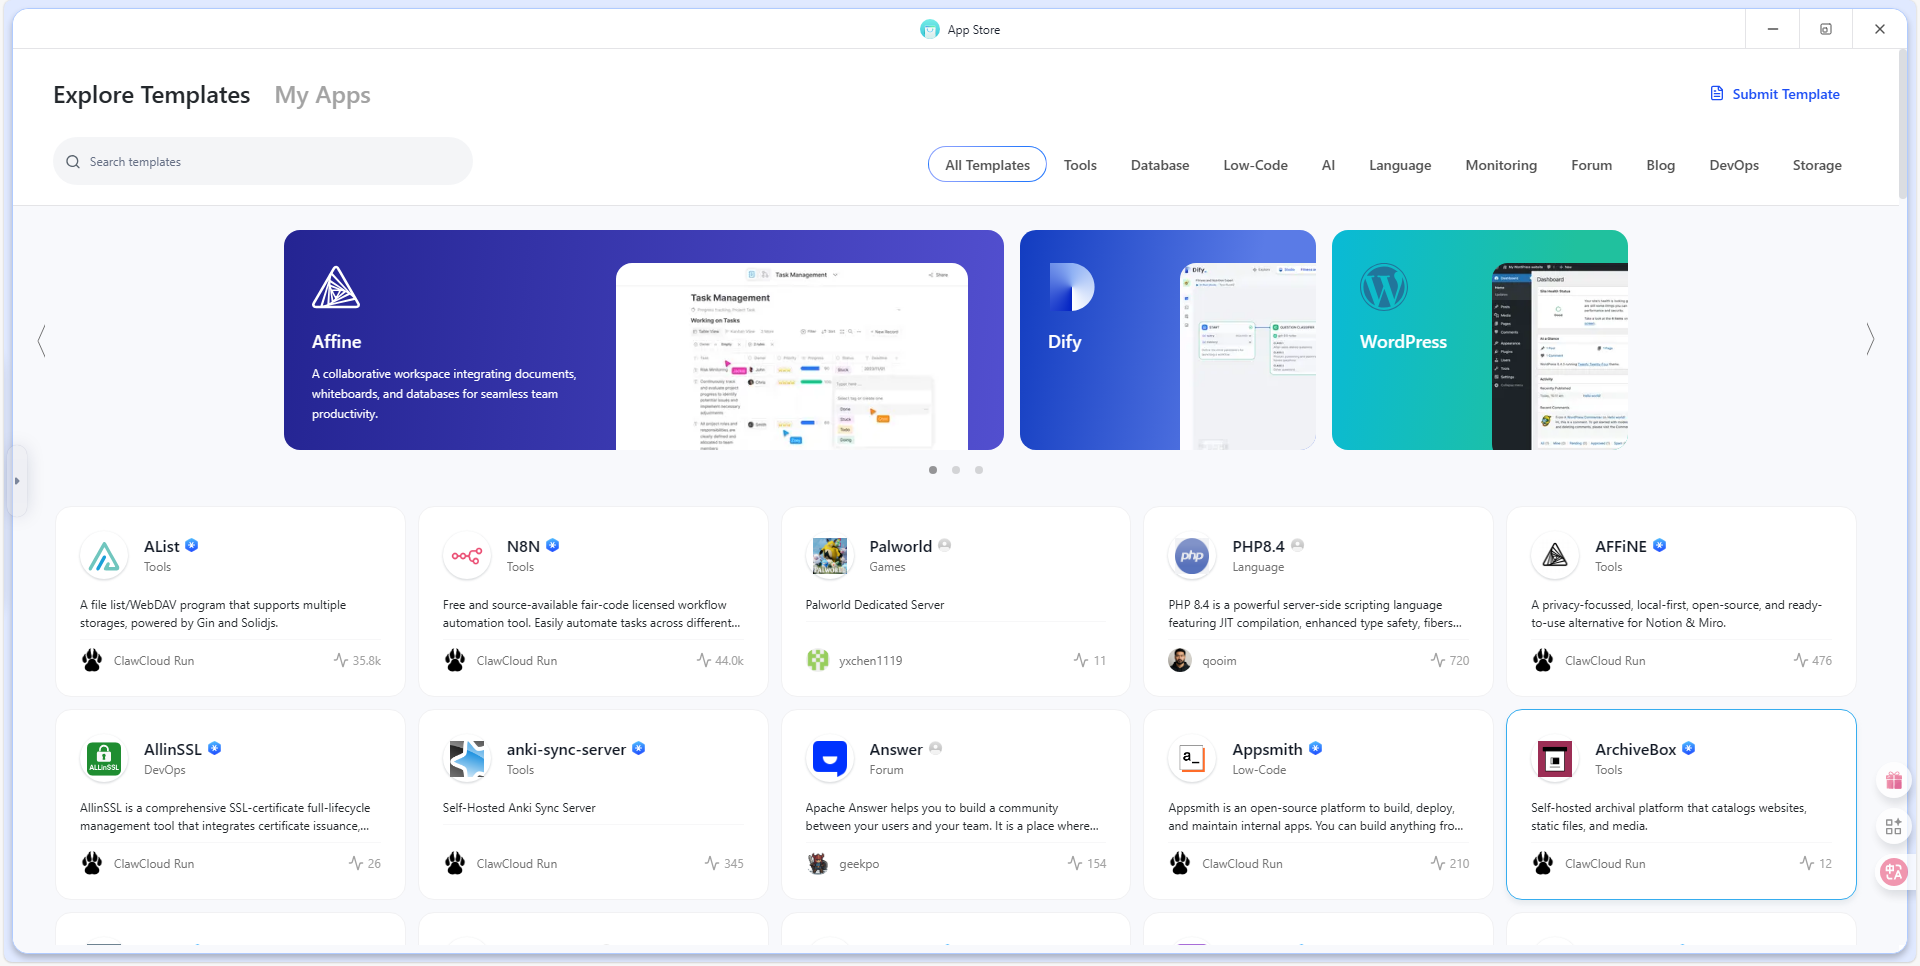 App Store
Explore Templates
My Apps
Submit Template
Search templates
All Templates
Tools
Database
Low-Code
AI
Language
Monitoring
Forum
Blog
DevOps
Storage
Affine
A collaborative workspace integrating documents,
whiteboards, and databases for seamless team
productivity.
Task Management
Share
Task Management
Working on Tasks
Dify
Dify
WordPress
Dashboard
AList
Tools
A file list/WebDAV program that supports multiple
storages, powered by Gin and Solidjs.
ClawCloud Run
35.8k
N8N
Tools
Free and source-available fair-code licensed workflow
automation tool. Easily automate tasks across different...
ClawCloud Run
44.0k
PALWORLD
Palworld
Games
Palworld Dedicated Server
yxchen1119
11
php
PHP8.4
Language
PHP 8.4 is a powerful server-side scripting language
featuring JIT compilation, enhanced type safety, fibers...
qooim
720
AFFiNE
Tools
A privacy-focussed, local-first, open-source, and ready-
to-use alternative for Notion & Miro.
ClawCloud Run
476
ALLinSSL
AllinSSL
DevOps
AllinSSL is a comprehensive SSL-certificate full-lifecycle
management tool that integrates certificate issuance,...
ClawCloud Run
26
anki-sync-server
Tools
Self-Hosted Anki Sync Server
ClawCloud Run
345
Answer
Forum
Apache Answer helps you to build a community
between your users and your team. It is a place where...
geekpo
154
a_
Appsmith
Low-Code
Appsmith is an open-source platform to build, deploy,
and maintain internal apps. You can build anything fro...
ClawCloud Run
210
ArchiveBox
Tools
Self-hosted archival platform that catalogs websites,
static files, and media.
ClawCloud Run
12